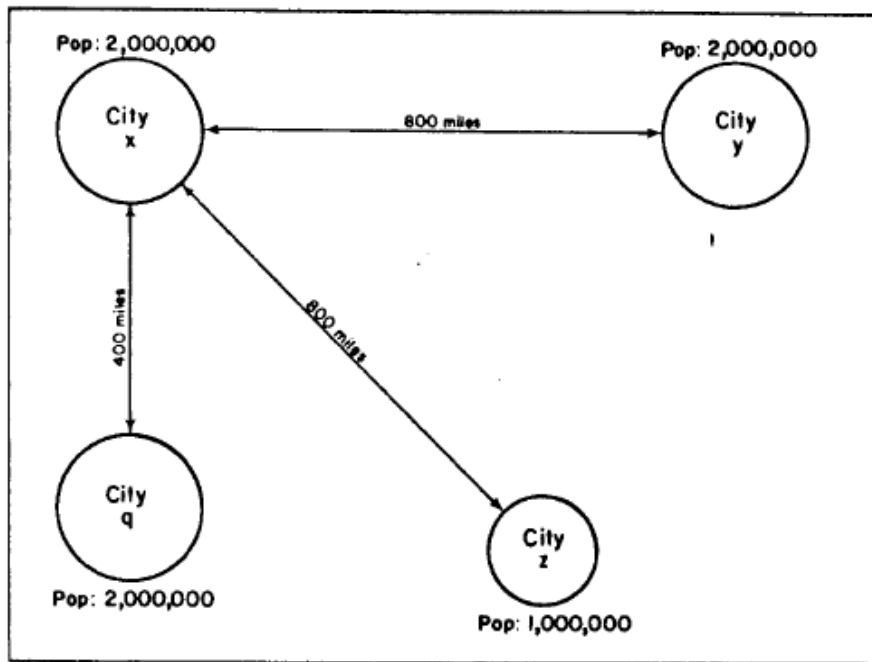 Pop: 2,000,000
Pop: 2,000,000
City
x
800 miles
City
y
400 miles
800 miles
City
q
City
z
Pop: 2,000,000
Pop: 1,000,000